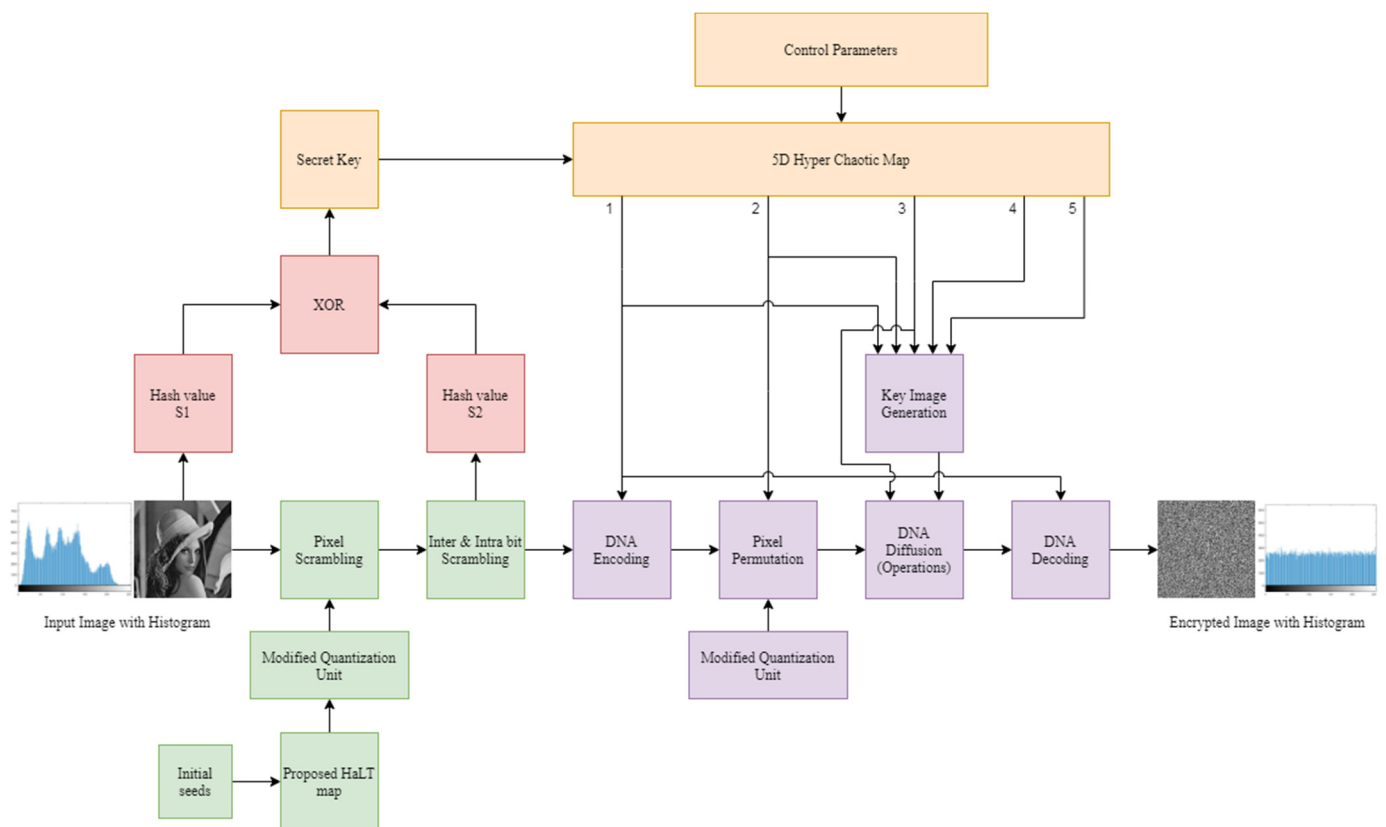 Control Parameters
Secret Key
5D Hyper Chaotic Map
1
2
3
4
5
XOR
Hash value
S1
Hash value
S2
Key Image
Generation
Pixel
Scrambling
Inter & Intra bit
Scrambling
DNA
Encoding
Pixel
Permutation
DNA
Diffusion
(Operations)
DNA
Decoding
Input Image with Histogram
Encrypted Image with Histogram
Modified Quantization
Unit
Modified Quantization
Unit
Initial
seeds
Proposed HaLT
map